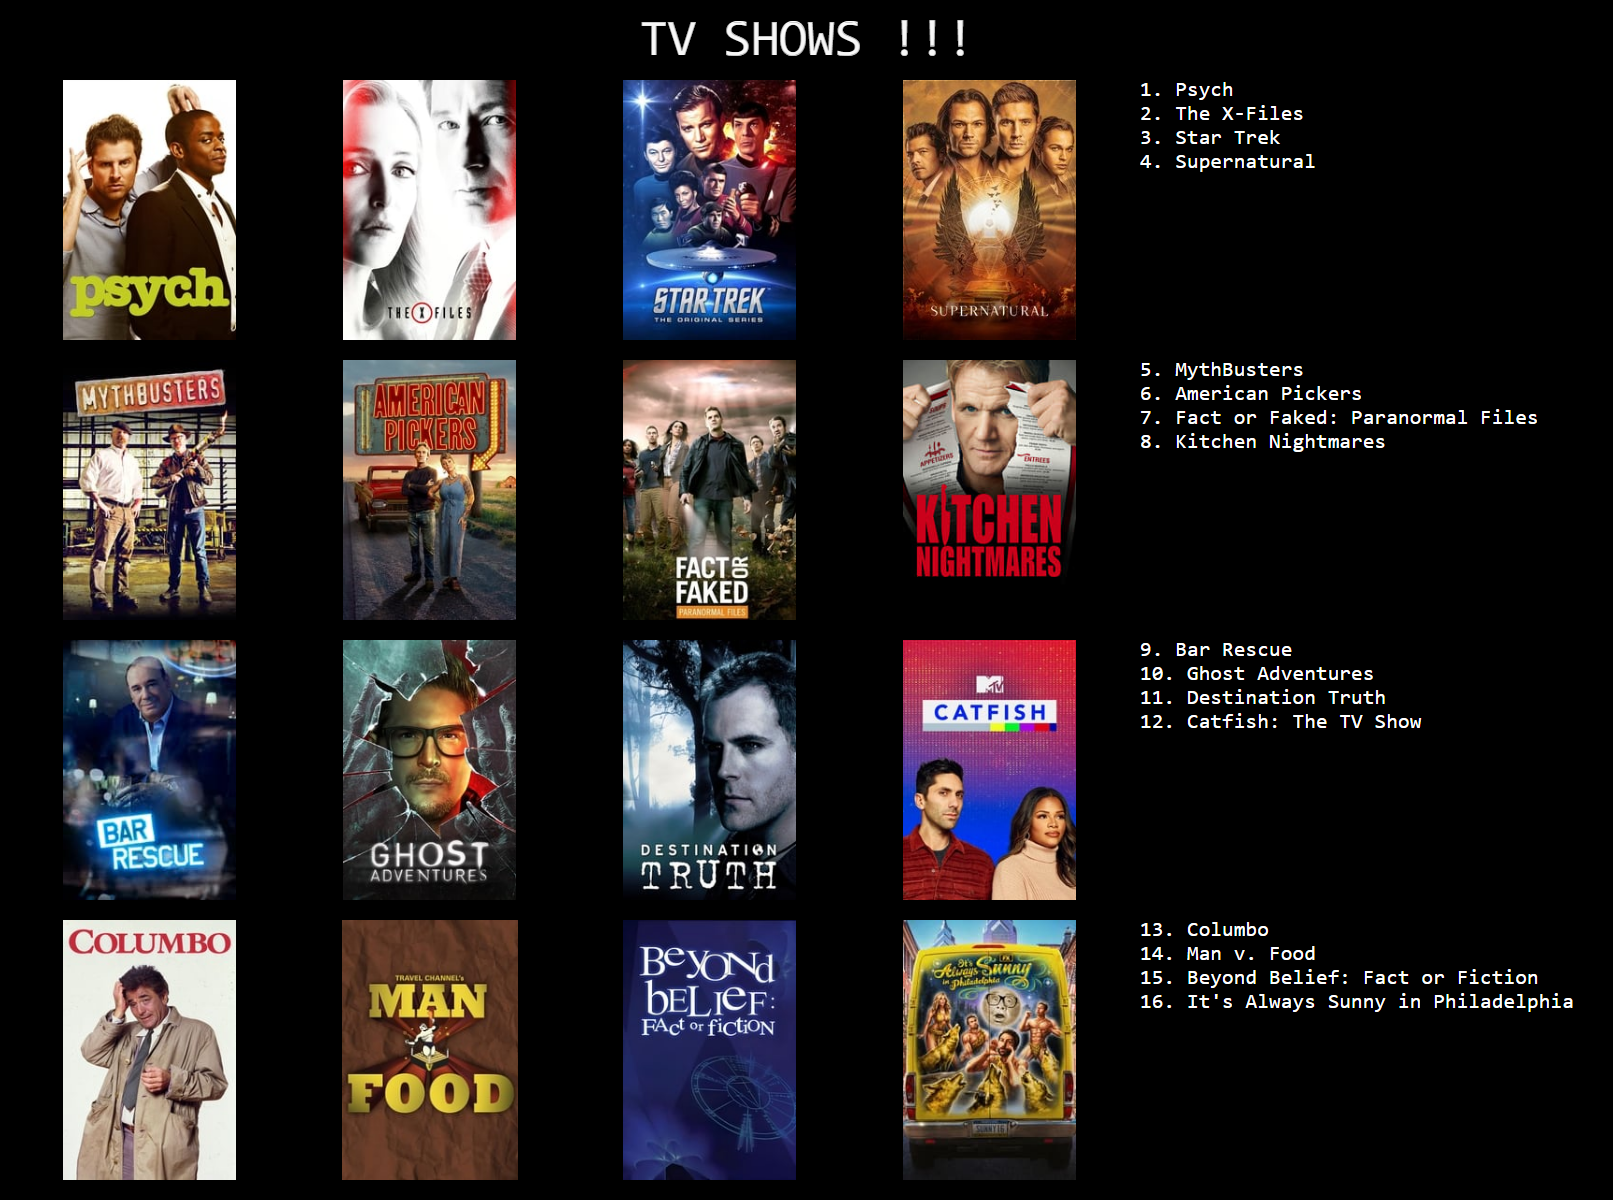 TV SHOWS !!!
psych
THE X FILES
STAR TREK
THE ORIGINAL SERIES
SUPERNATURAL
1. Psych
2. The X-Files
3. Star Trek
4. Supernatural
MYTHBUSTERS
AMERICAN
PICKERS
FACT OR
FAKED
PARANORMAL FILES
APPETIZERS
ENTREES
KITCHEN
NIGHTMARES
5. MythBusters
6. American Pickers
7. Fact or Faked: Paranormal Files
8. Kitchen Nightmares
BAR
RESCUE
GHOST
ADVENTURES
DESTINATION
TRUTH
MTV
CATFISH
9. Bar Rescue
10. Ghost Adventures
11. Destination Truth
12. Catfish: The TV Show
COLUMBO
TRAVEL CHANNEL's
MAN
FOOD
Beyond
beLief:
FAct or fiction
FX
It's
Always Sunny
in Philadelphia
SUNNY16
13. Columbo
14. Man v. Food
15. Beyond Belief: Fact or Fiction
16. It's Always Sunny in Philadelphia